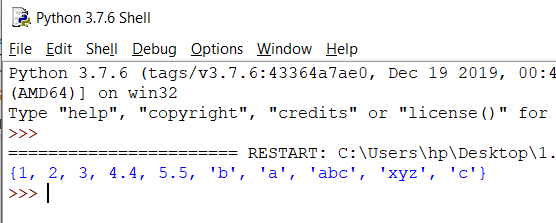 Python 3.7.6 Shell
File Edit Shell Debug Options Window Help
Python 3.7.6 (tags/v3.7.6:43364a7ae0, Dec 19 2019, 00:4
(AMD64)] on win32
Type "help", "copyright", "credits" or "license()" for
>>>
======================= RESTART: C:\Users\hp\Desktop\1.
{1, 2, 3, 4.4, 5.5, 'b', 'a', 'abc', 'xyz', 'c'}
>>>